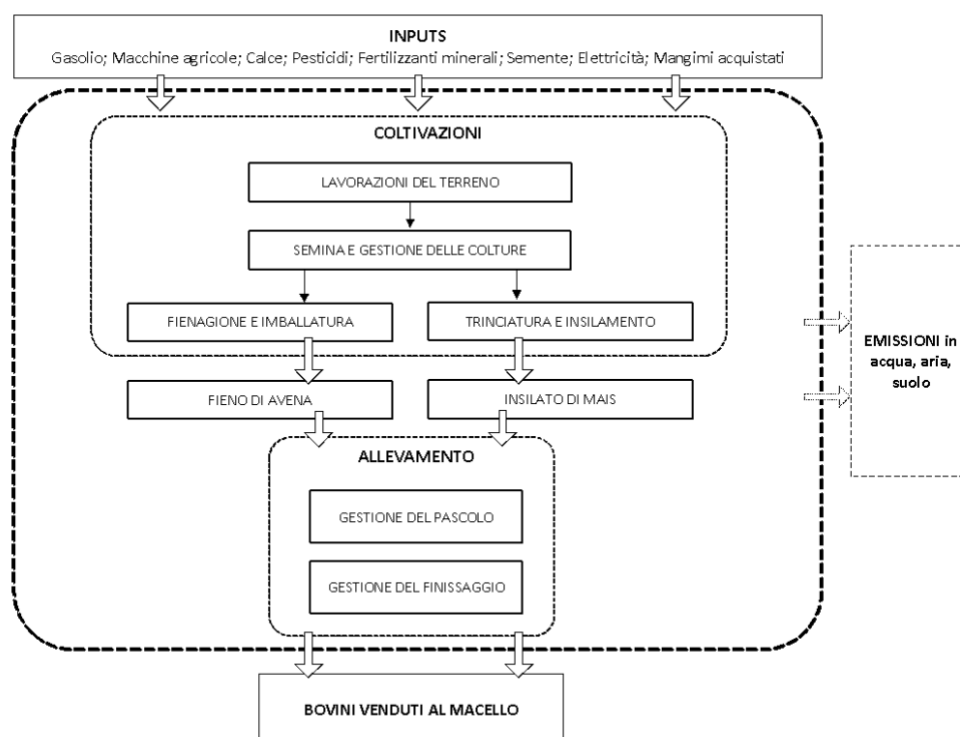 INPUTS
Gasolio; Macchine agricole; Calce; Pesticidi; Fertilizzanti minerali; Semente; Elettricità; Mangimi acquistati
COLTIVAZIONI
LAVORAZIONI DEL TERRENO
SEMINA E GESTIONE DELLE COLTURE
FIENAGIONE E IMBALLATURA
TRINCIATURA E INSILAMENTO
EMISSIONI in
acqua, aria,
suolo
FIENO DI AVENA
INSILATO DI MAIS
ALLEVAMENTO
GESTIONE DEL PASCOLO
GESTIONE DEL FINISSAGGIO
BOVINI VENDUTI AL MACELLO